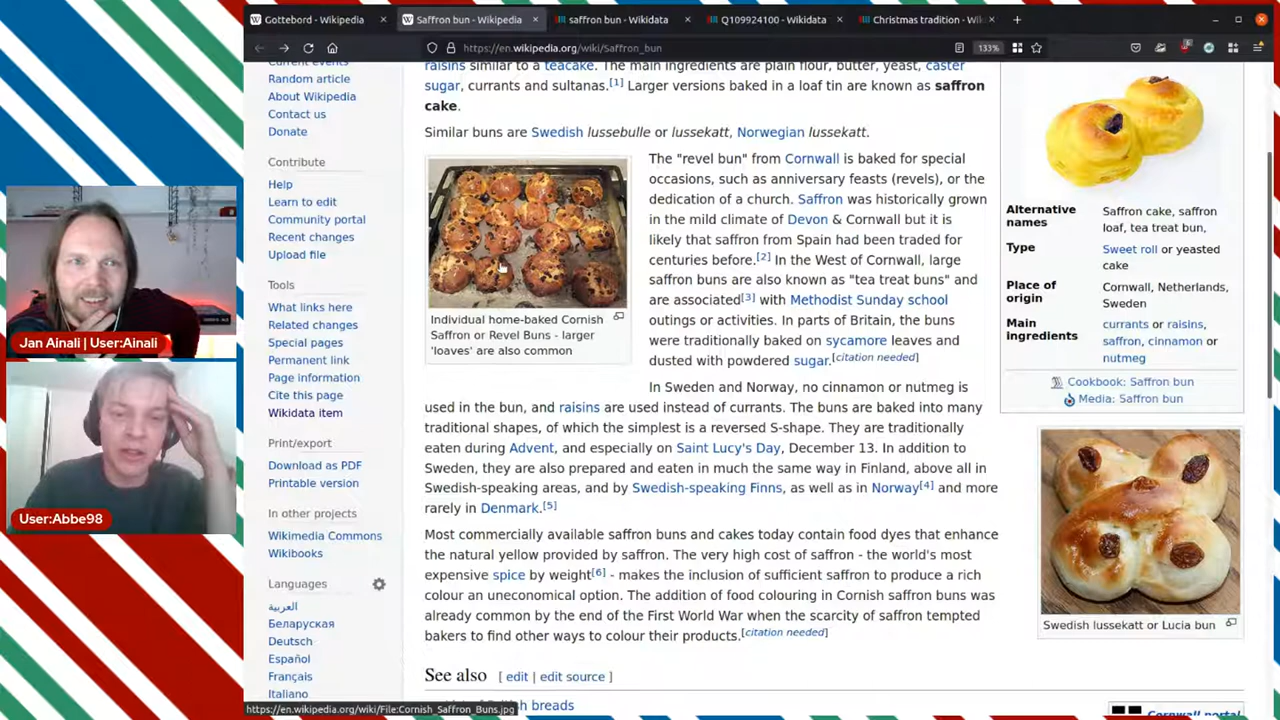 Gottebord - Wikipedia
Saffron bun - Wikipedia
saffron bun - Wikidata
Q109924100 - Wikidata
Christmas tradition - Wik
https://en.wikipedia.org/wiki/Saffron_bun
133%
Random article
About Wikipedia
Contact us
Donate
Contribute
Help
Learn to edit
Community portal
Recent changes
Upload file
Tools
What links here
Related changes
Special pages
Permanent link
Page information
Cite this page
Wikidata item
Print/export
Download as PDF
Printable version
In other projects
Wikimedia Commons
Wikibooks
Languages
العربية
Беларуская
Deutsch
Español
Français
Italiano
raisins similar to a teacake. The main ingredients are plain flour, butter, yeast, caster
sugar, currants and sultanas.[1] Larger versions baked in a loaf tin are known as saffron
cake.
Similar buns are Swedish lussebulle or lussekatt, Norwegian lussekatt.
Individual home-baked Cornish
Saffron or Revel Buns - larger
'loaves' are also common
The "revel bun" from Cornwall is baked for special
occasions, such as anniversary feasts (revels), or the
dedication of a church. Saffron was historically grown
in the mild climate of Devon & Cornwall but it is
likely that saffron from Spain had been traded for
centuries before.[2] In the West of Cornwall, large
saffron buns are also known as "tea treat buns" and
are associated[3] with Methodist Sunday school
outings or activities. In parts of Britain, the buns
were traditionally baked on sycamore leaves and
dusted with powdered sugar.[citation needed]
In Sweden and Norway, no cinnamon or nutmeg is
used in the bun, and raisins are used instead of currants. The buns are baked into many
traditional shapes, of which the simplest is a reversed S-shape. They are traditionally
eaten during Advent, and especially on Saint Lucy's Day, December 13. In addition to
Sweden, they are also prepared and eaten in much the same way in Finland, above all in
Swedish-speaking areas, and by Swedish-speaking Finns, as well as in Norway[4] and more
rarely in Denmark.[5]
Most commercially available saffron buns and cakes today contain food dyes that enhance
the natural yellow provided by saffron. The very high cost of saffron - the world's most
expensive spice by weight[6] - makes the inclusion of sufficient saffron to produce a rich
colour an uneconomical option. The addition of food colouring in Cornish saffron buns was
already common by the end of the First World War when the scarcity of saffron tempted
bakers to find other ways to colour their products.[citation needed]
See also [ edit | edit source ]
British breads
Alternative names Saffron cake, saffron loaf, tea treat bun,
Type Sweet roll or yeasted cake
Place of origin Cornwall, Netherlands, Sweden
Main ingredients currants or raisins, saffron, cinnamon or nutmeg
Cookbook: Saffron bun
Media: Saffron bun
Swedish lussekatt or Lucia bun
Cornwall portal
https://en.wikipedia.org/wiki/File:Cornish_Saffron_Buns.jpg
Jan Ainali | User:Ainali
User:Abbe98